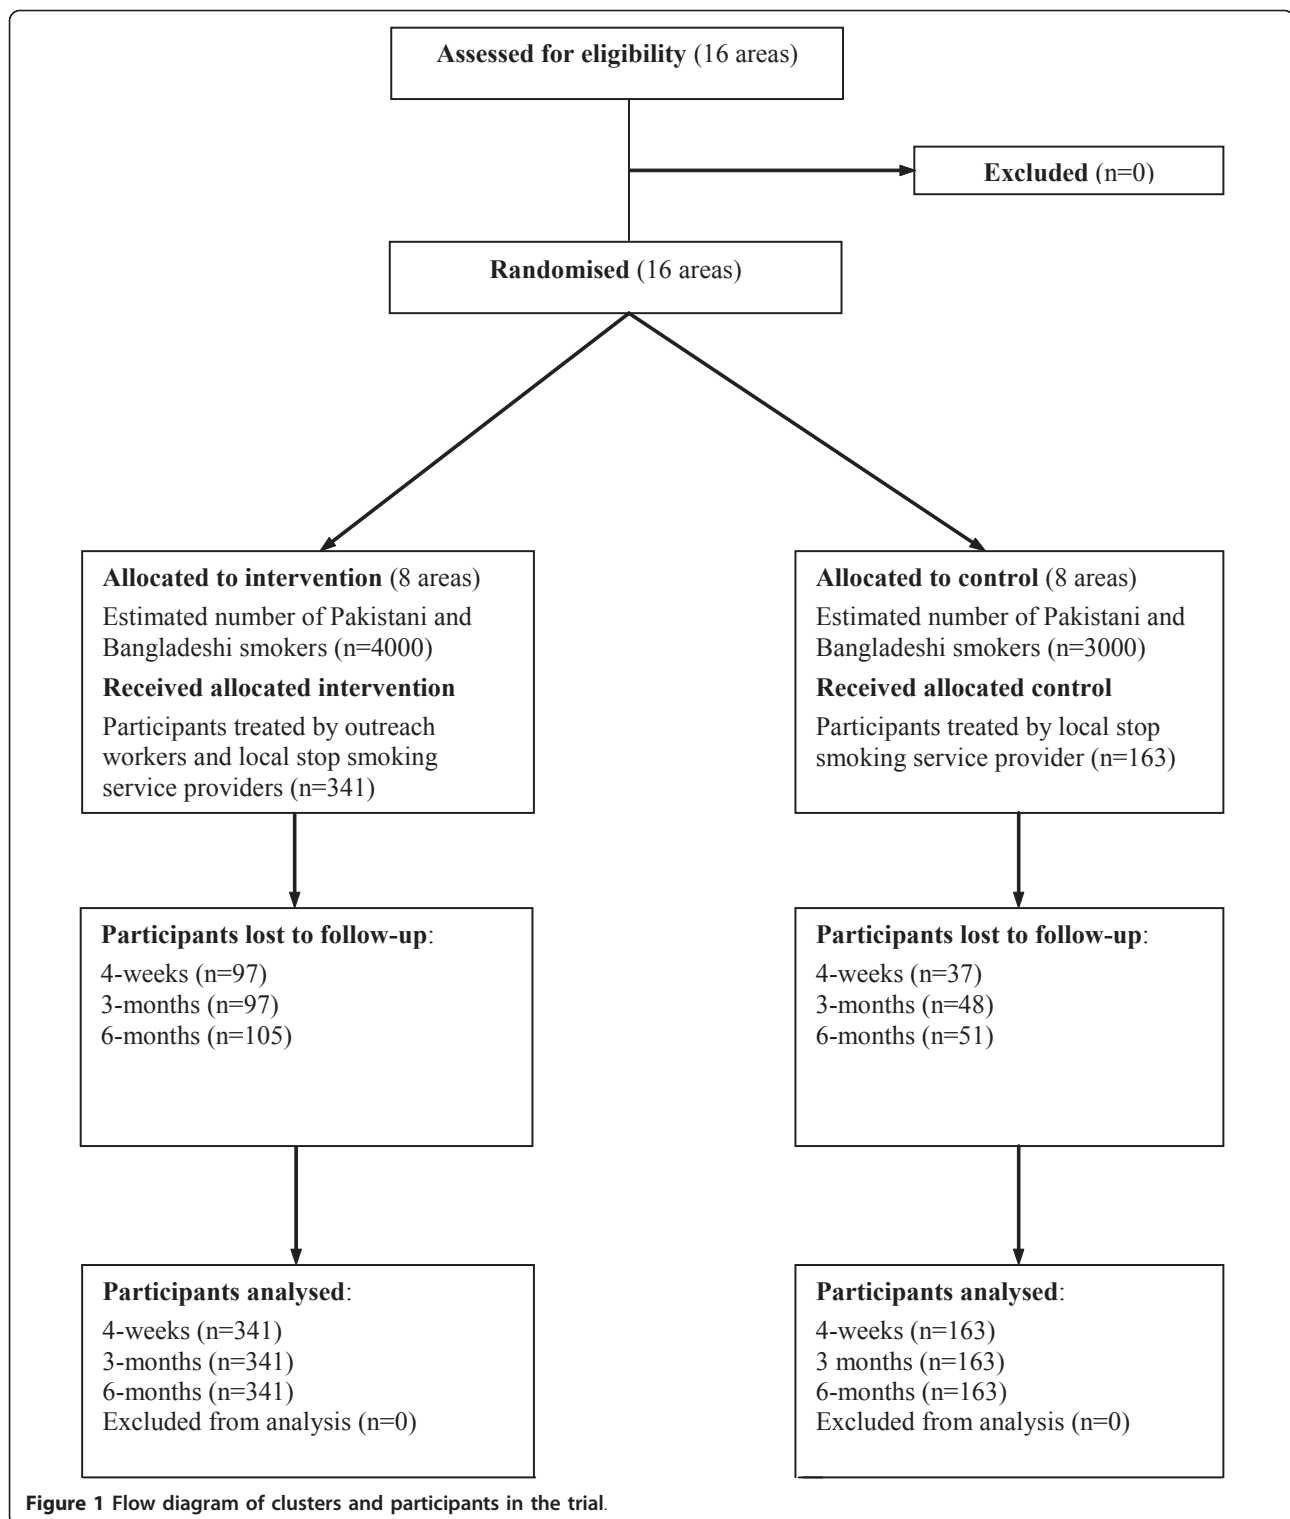 Assessed for eligibility (16 areas)
Excluded (n=0)
Randomised (16 areas)
Allocated to intervention (8 areas)
Estimated number of Pakistani and
Bangladeshi smokers (n=4000)
Received allocated intervention
Participants treated by outreach
workers and local stop smoking
service providers (n=341)
Allocated to control (8 areas)
Estimated number of Pakistani and
Bangladeshi smokers (n=3000)
Received allocated control
Participants treated by local stop
smoking service provider (n=163)
Participants lost to follow-up:
4-weeks (n=97)
3-months (n=97)
6-months (n=105)
Participants lost to follow-up:
4-weeks (n=37)
3-months (n=48)
6-months (n=51)
Participants analysed:
4-weeks (n=341)
3-months (n=341)
6-months (n=341)
Excluded from analysis (n=0)
Participants analysed:
4-weeks (n=163)
3 months (n=163)
6-months (n=163)
Excluded from analysis (n=0)
Figure 1 Flow diagram of clusters and participants in the trial.